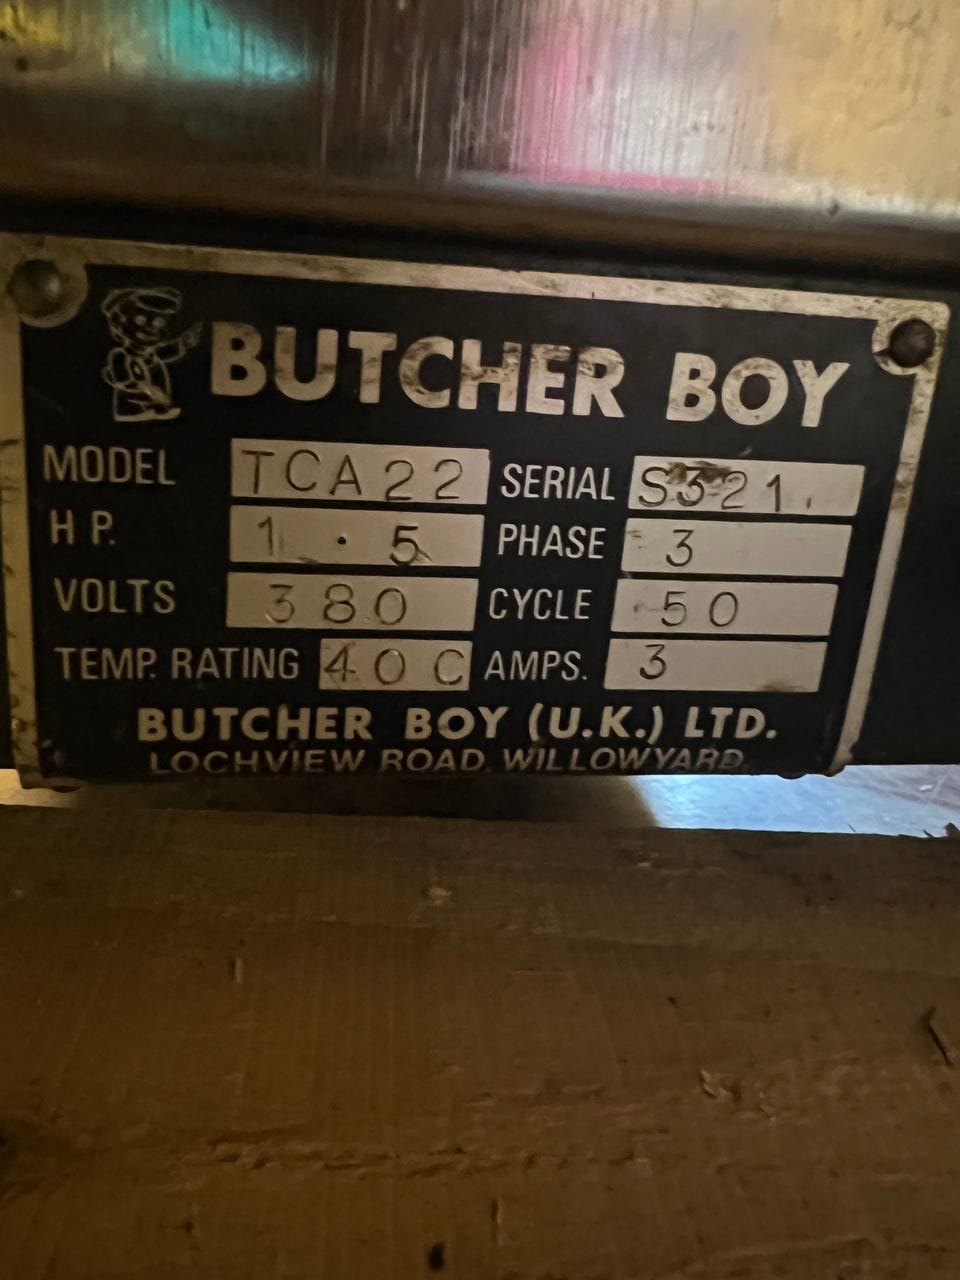 BUTCHER BOY
MODEL TCA22 SERIAL S321
H P. 1.5 PHASE 3
VOLTS 380 CYCLE 50
TEMP. RATING 40 C AMPS. 3
BUTCHER BOY (U.K.) LTD.
LOCHVIEW ROAD, WILLOWYARD,